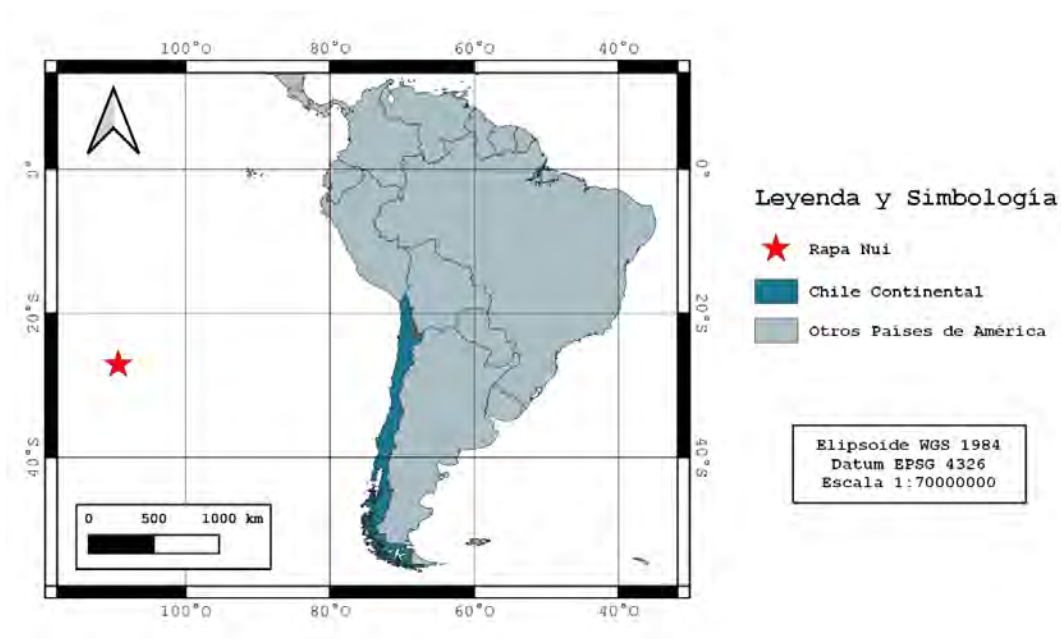 100°O 80°O 60°O 40°O
0° 0°
20°S 20°S
40°S 40°S
0 500 1000 km
100°O 80°O 60°O 40°O
Leyenda y Simbología
Rapa Nui
Chile Continental
Otros Países de América
Elipsoide WGS 1984
Datum EPSG 4326
Escala 1:70000000